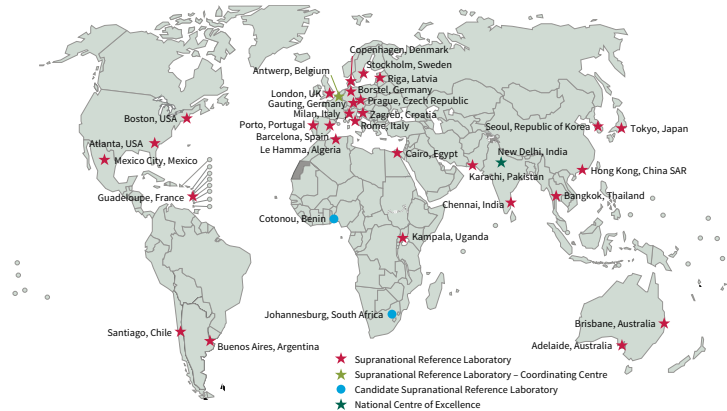 Copenhagen, Denmark
Stockholm, Sweden
Antwerp, Belgium
Riga, Latvia
London, UK
Borstel, Germany
Gauting, Germany
Prague, Czech Republic
Milan, Italy
Zagreb, Croatia
Boston, USA
Porto, Portugal
Rome, Italy
Seoul, Republic of Korea
Tokyo, Japan
Barcelona, Spain
Atlanta, USA
Le Hamma, Algeria
Cairo, Egypt
New Delhi, India
Mexico City, Mexico
Hong Kong, China SAR
Karachi, Pakistan
Guadeloupe, France
Bangkok, Thailand
Chennai, India
Cotonou, Benin
Kampala, Uganda
Johannesburg, South Africa
Brisbane, Australia
Santiago, Chile
Buenos Aires, Argentina
Adelaide, Australia
Supranational Reference Laboratory
Supranational Reference Laboratory – Coordinating Centre
Candidate Supranational Reference Laboratory
National Centre of Excellence